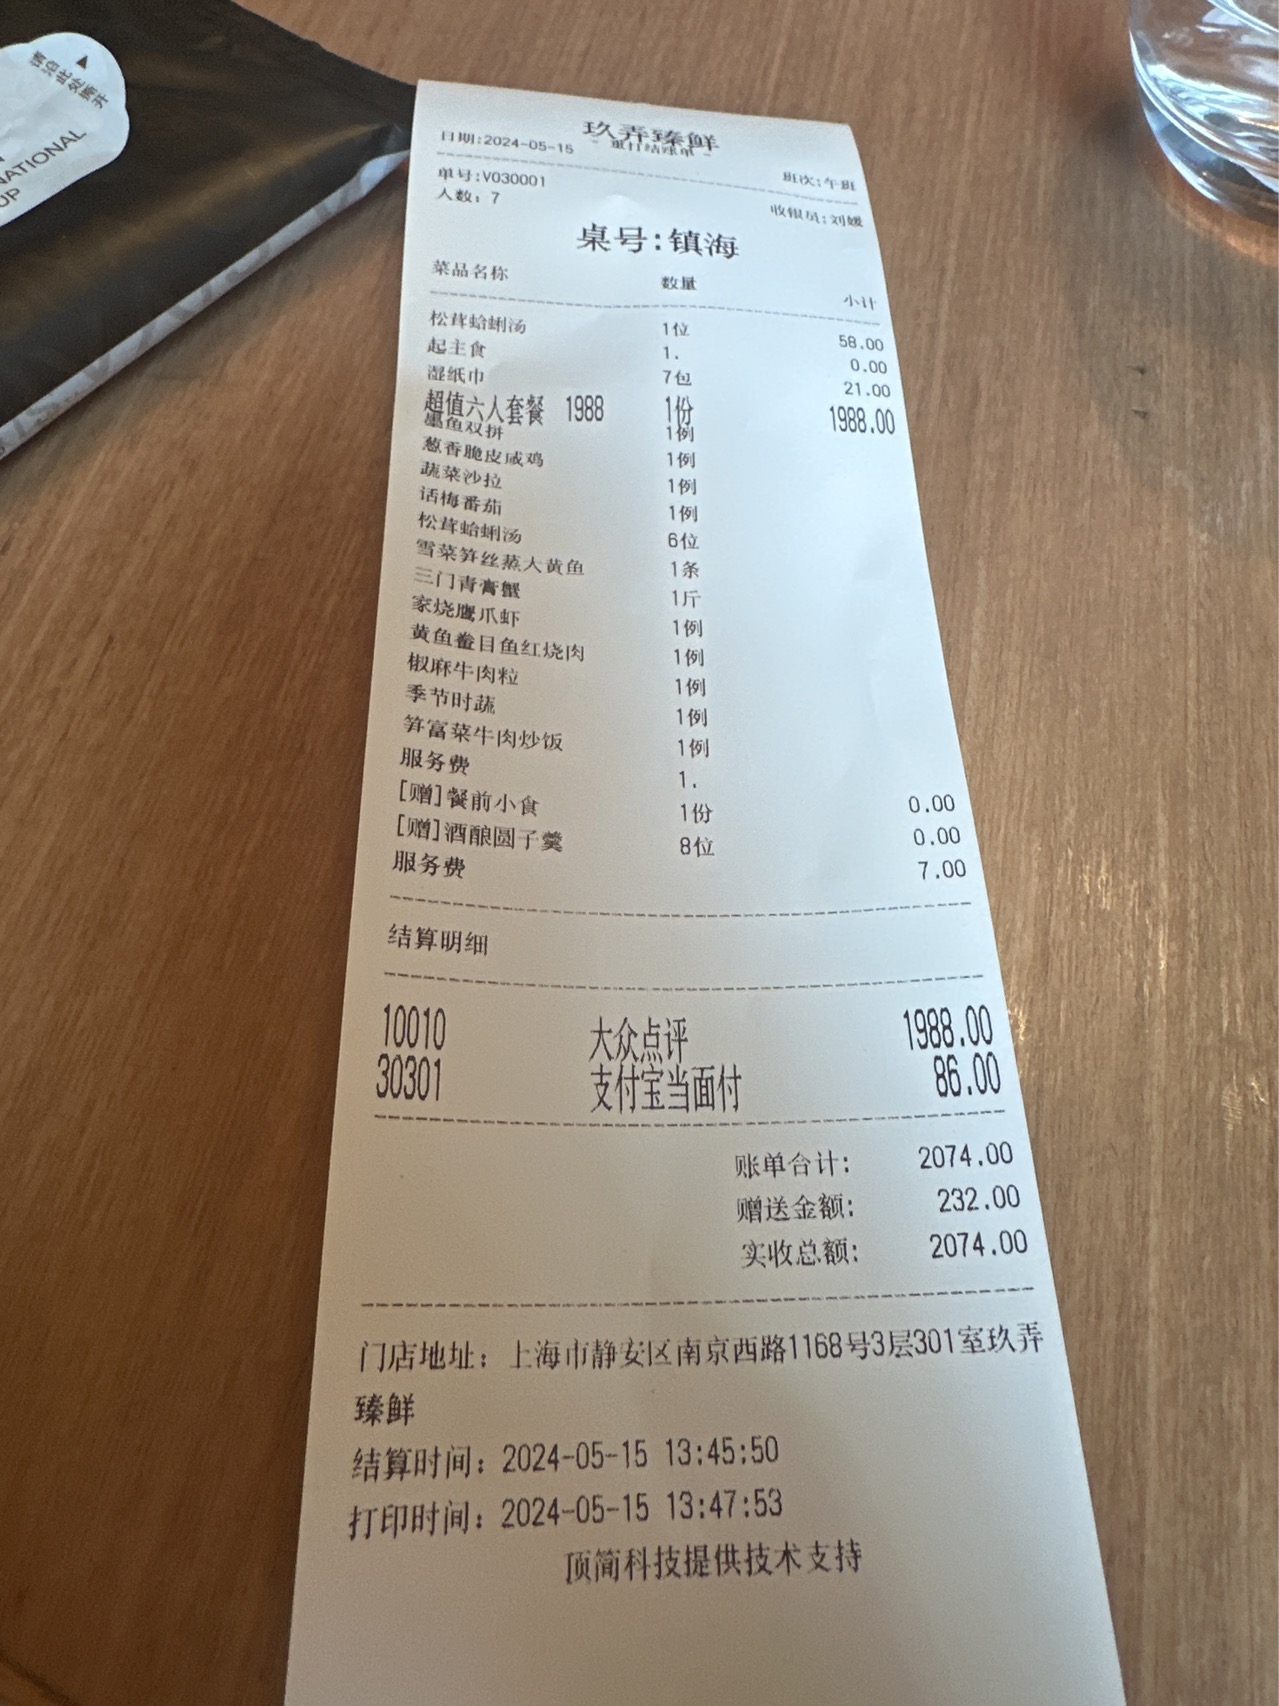 请沿此处撕开
NATIONAL
UP
玖弄臻鲜
日期:2024-05-15 - 重打结账单 -
班次:午班
单号:V030001
人数: 7
收银员:刘媛
桌号:镇海
菜品名称 数量 小计
松茸蛤蜊汤 1位 58.00
起主食 1. 0.00
湿纸巾 7包 21.00
超值六人套餐 1988 1份 1988.00
墨鱼双拼 1例
葱香脆皮咸鸡 1例
蔬菜沙拉 1例
话梅番茄 1例
松茸蛤蜊汤 6位
雪菜笋丝蒸大黄鱼 1条
三门青膏蟹 1斤
家烧鹰爪虾 1例
黄鱼鲞目鱼红烧肉 1例
椒麻牛肉粒 1例
季节时蔬 1例
笋富菜牛肉炒饭 1例
服务费 1. 0.00
[赠]餐前小食 1份 0.00
[赠]酒酿圆子羹 8位 7.00
服务费
结算明细
10010 大众点评 1988.00
30301 支付宝当面付 86.00
账单合计: 2074.00
赠送金额: 232.00
实收总额: 2074.00
门店地址: 上海市静安区南京西路1168号3层301室玖弄
臻鲜
结算时间: 2024-05-15 13:45:50
打印时间: 2024-05-15 13:47:53
顶简科技提供技术支持